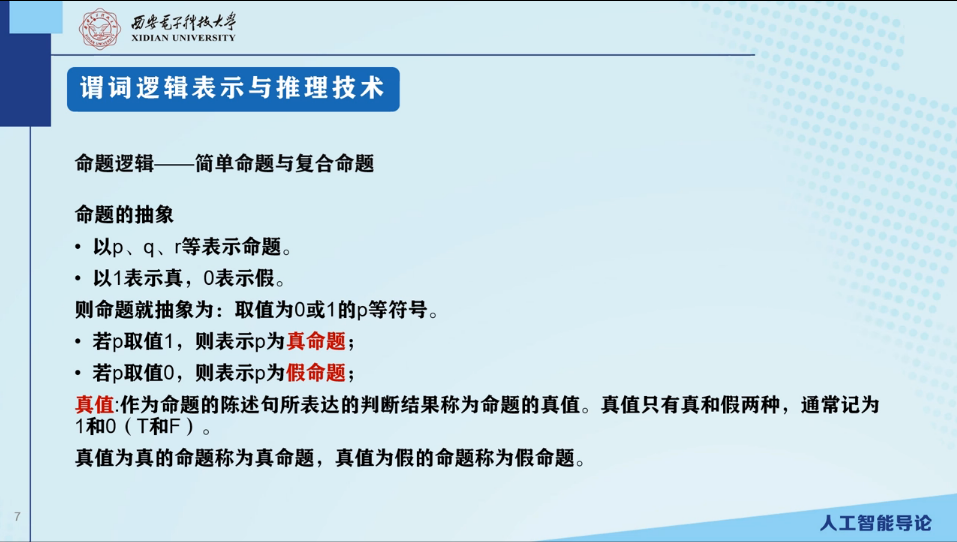 西安电子科技大学
XIDIAN UNIVERSITY
谓词逻辑表示与推理技术
命题逻辑——简单命题与复合命题
命题的抽象
• 以p、q、r等表示命题。
• 以1表示真，0表示假。
则命题就抽象为：取值为0或1的p等符号。
• 若p取值1，则表示p为真命题；
• 若p取值0，则表示p为假命题；
真值:作为命题的陈述句所表达的判断结果称为命题的真值。真值只有真和假两种，通常记为
1和0（T和F）。
真值为真的命题称为真命题，真值为假的命题称为假命题。
7
人工智能导论